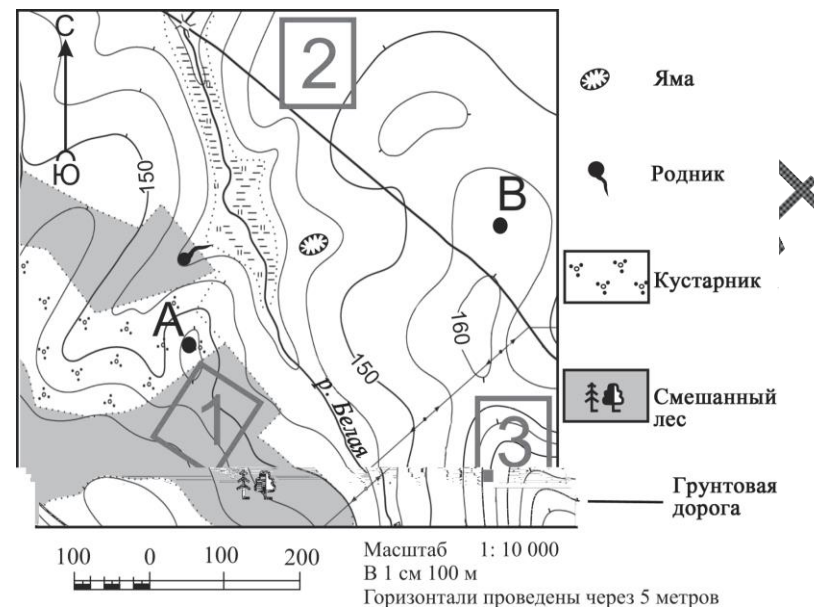 С
Ю
150
2
Яма
Родник
В
Кустарник
А
160
150
р. Белая
1
3
Смешанный
лес
Грунтовая
дорога
100 0 100 200
Масштаб 1: 10 000
В 1 см 100 м
Горизонтали проведены через 5 метров